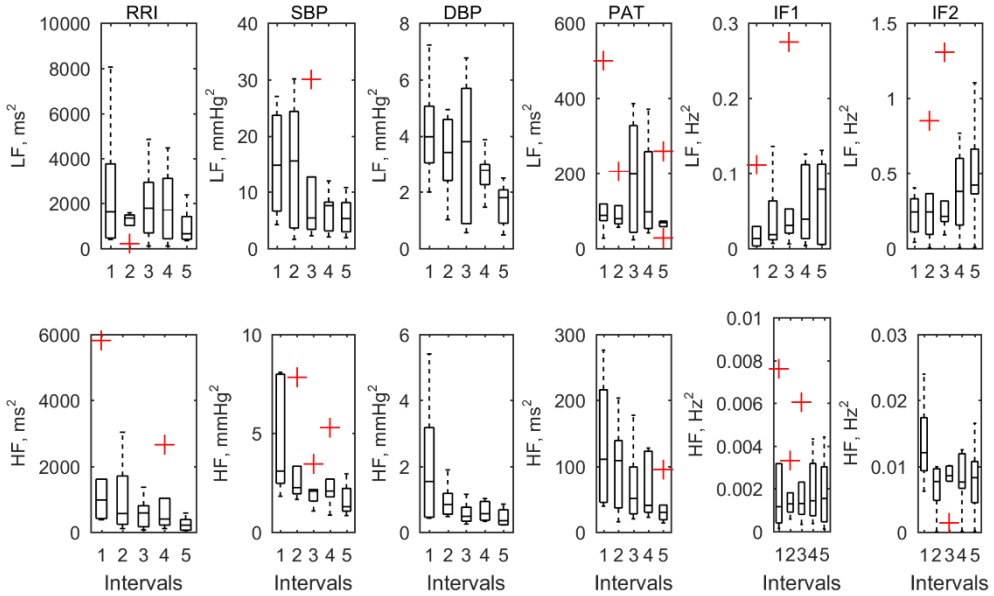 RRI
10000
8000
6000
4000
2000
0
LF, ms²
1 2 3 4 5
SBP
40
30
20
10
0
LF, mmHg²
1 2 3 4 5
DBP
8
6
4
2
0
LF, mmHg²
1 2 3 4 5
PAT
600
400
200
0
LF, ms²
1 2 3 4 5
IF1
0.3
0.2
0.1
0
LF, Hz²
1 2 3 4 5
IF2
1.5
1
0.5
0
LF, Hz²
1 2 3 4 5
6000
4000
2000
0
HF, ms²
1 2 3 4 5
Intervals
10
5
0
HF, mmHg²
1 2 3 4 5
Intervals
6
4
2
0
HF, mmHg²
1 2 3 4 5
Intervals
300
200
100
0
HF, ms²
1 2 3 4 5
Intervals
0.01
0.008
0.006
0.004
0.002
0
HF, Hz²
12345
Intervals
0.03
0.02
0.01
0
HF, Hz²
1 2 3 4 5
Intervals